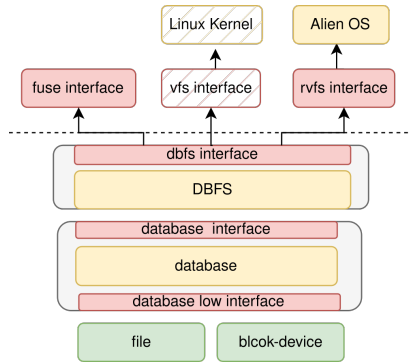 Linux Kernel
Alien OS
fuse interface
vfs interface
rvfs interface
dbfs interface
DBFS
database interface
database
database low interface
file
blcok-device